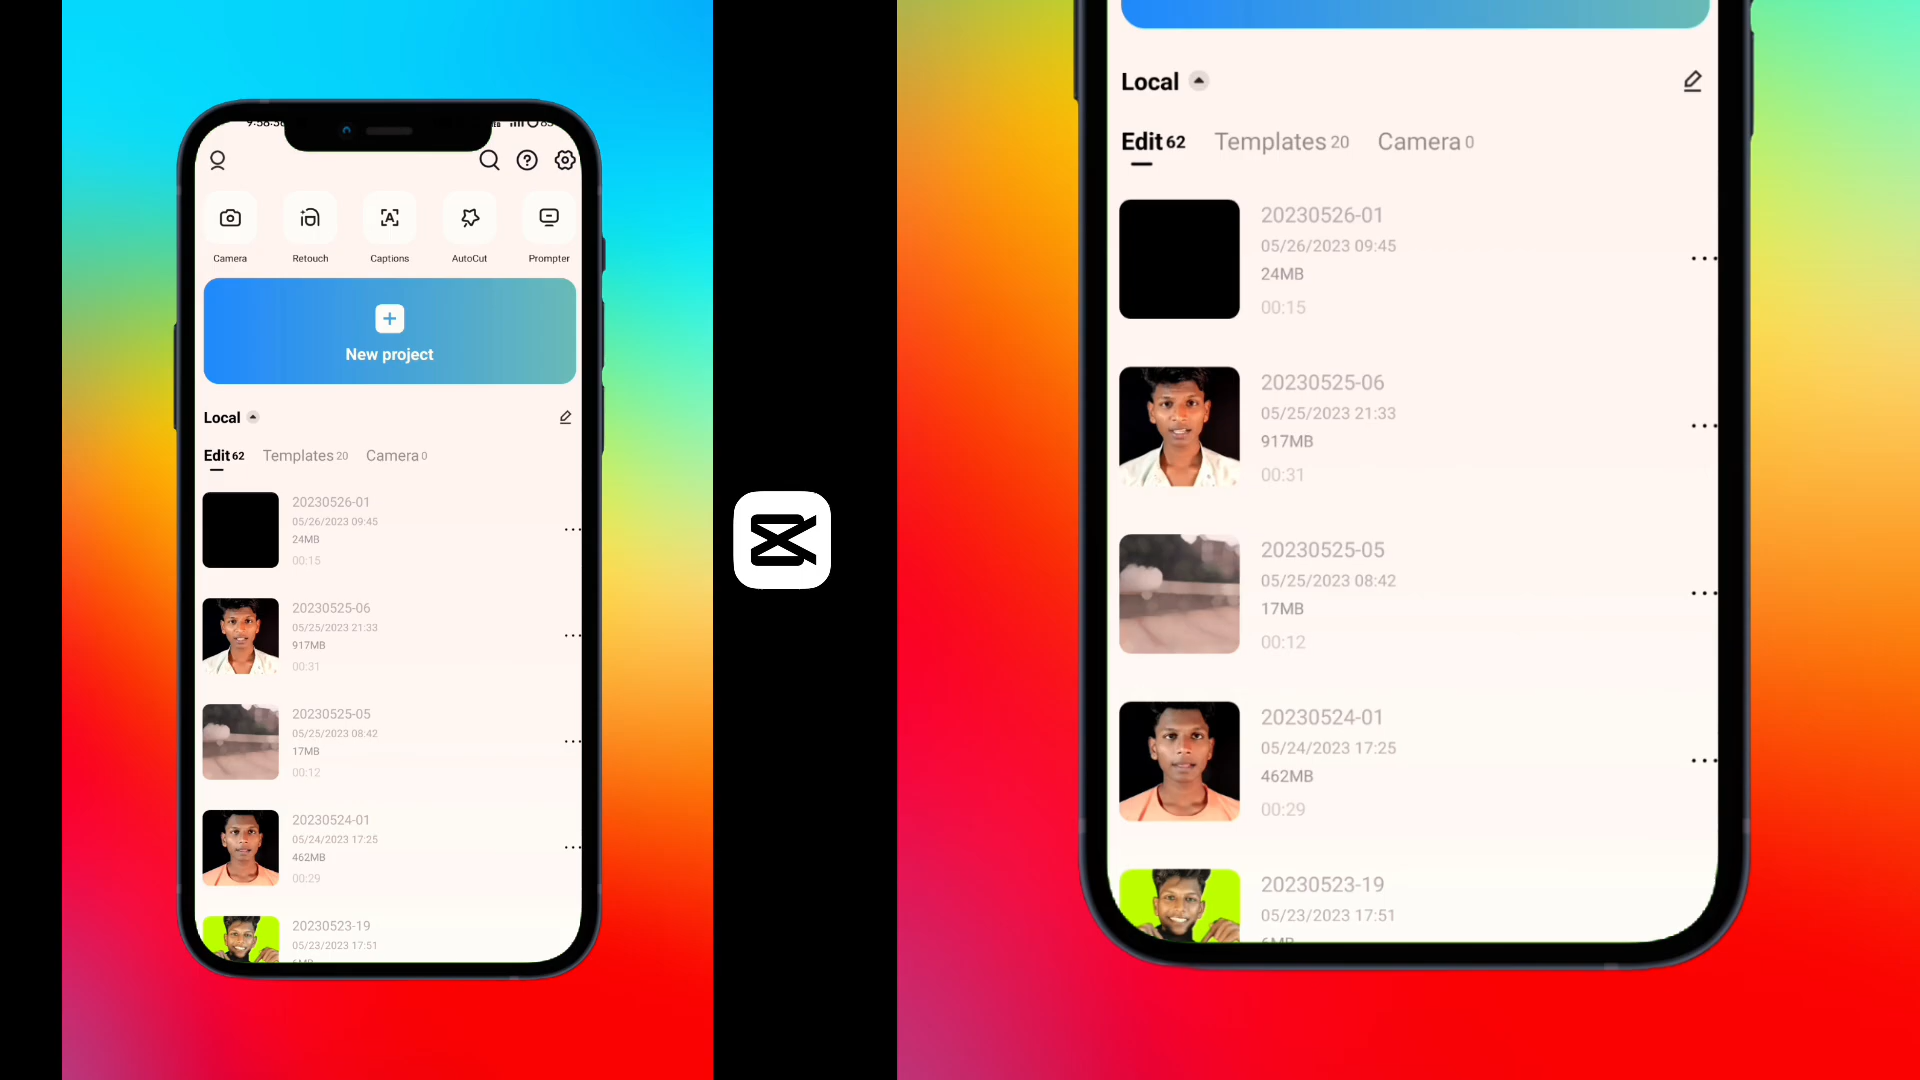 Camera
Retouch
Captions
AutoCut
Prompter
New project
Local
Edit 62 Templates 20 Camera 0
20230526-01
05/26/2023 09:45
24MB
00:15
20230525-06
05/25/2023 21:33
917MB
00:31
20230525-05
05/25/2023 08:42
17MB
00:12
20230524-01
05/24/2023 17:25
462MB
00:29
20230523-19
05/23/2023 17:51
Local
Edit 62 Templates 20 Camera 0
20230526-01
05/26/2023 09:45
24MB
00:15
20230525-06
05/25/2023 21:33
917MB
00:31
20230525-05
05/25/2023 08:42
17MB
00:12
20230524-01
05/24/2023 17:25
462MB
00:29
20230523-19
05/23/2023 17:51